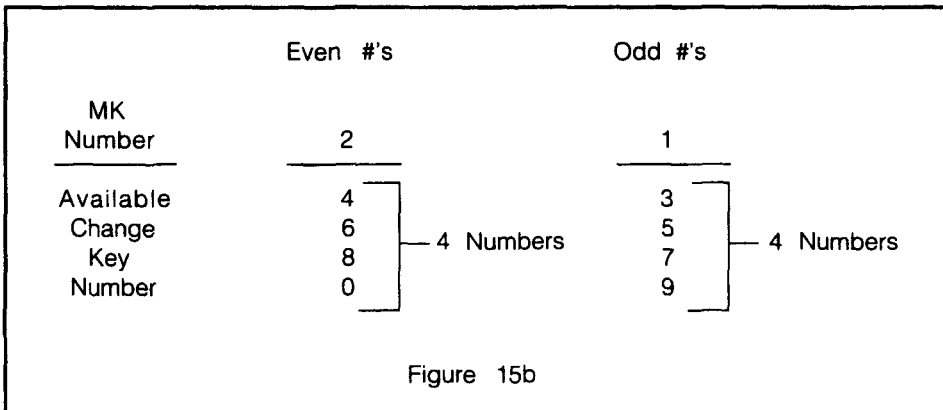 Even #'s Odd #'s
MK
Number 2 1
Available 4 3
Change 6 5
Key 8 7
Number 0 9
4 Numbers 4 Numbers
Figure 15b